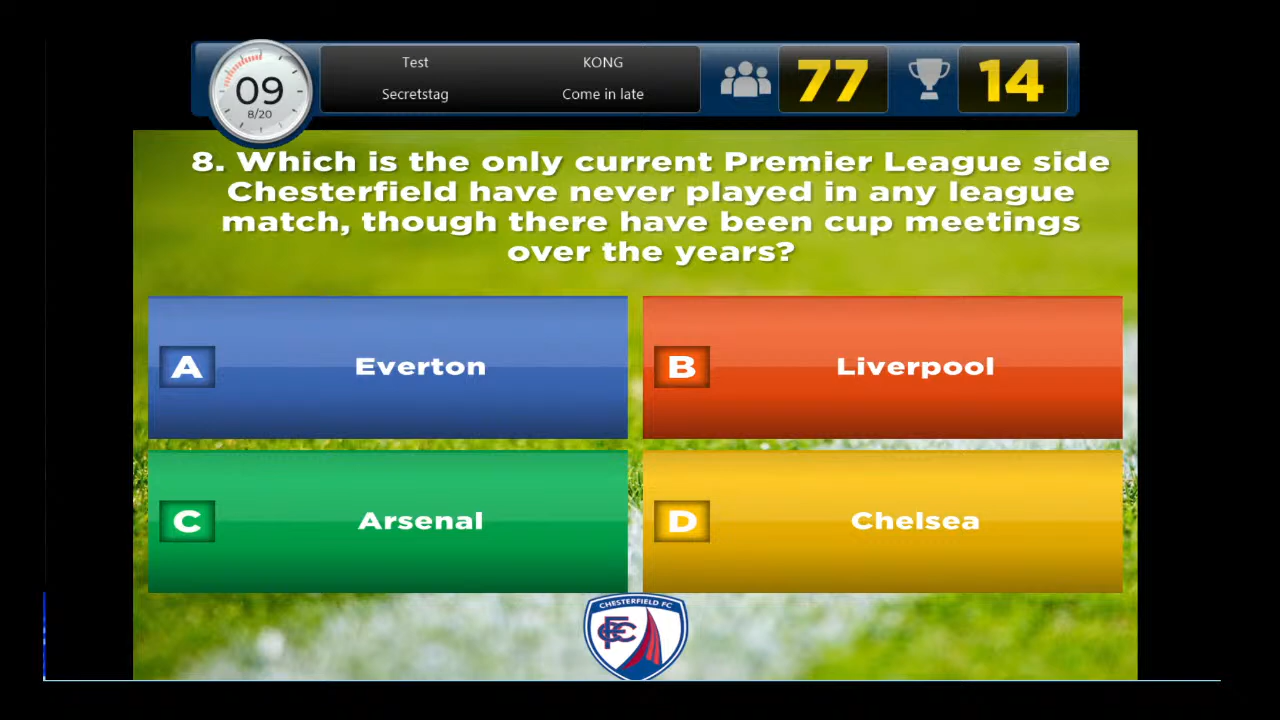 09
8/20
Test
KONG
Secretstag
Come in late
77
14
8. Which is the only current Premier League side
Chesterfield have never played in any league
match, though there have been cup meetings
over the years?
A
Everton
B
Liverpool
C
Arsenal
D
Chelsea
CHESTERFIELD FC
CFC